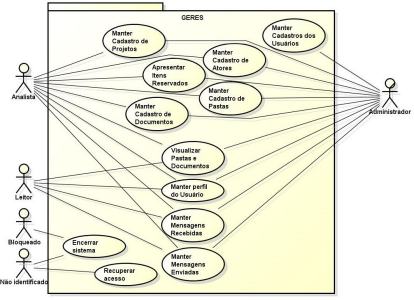 GERES
Manter
Cadastro de
Projetos
Manter
Cadastros dos
Usuários
Manter
Cadastro de
Atores
Apresentar
Itens
Reservados
Manter
Cadastro de
Pastas
Manter
Cadastro de
Documentos
Analista
Administrador
Visualizar
Pastas e
Documentos
Manter perfil
do Usuário
Leitor
Manter
Mensagens
Recebidas
Bloqueado
Encerrar
sistema
Manter
Mensagens
Enviadas
Recuperar
acesso
Não identificado